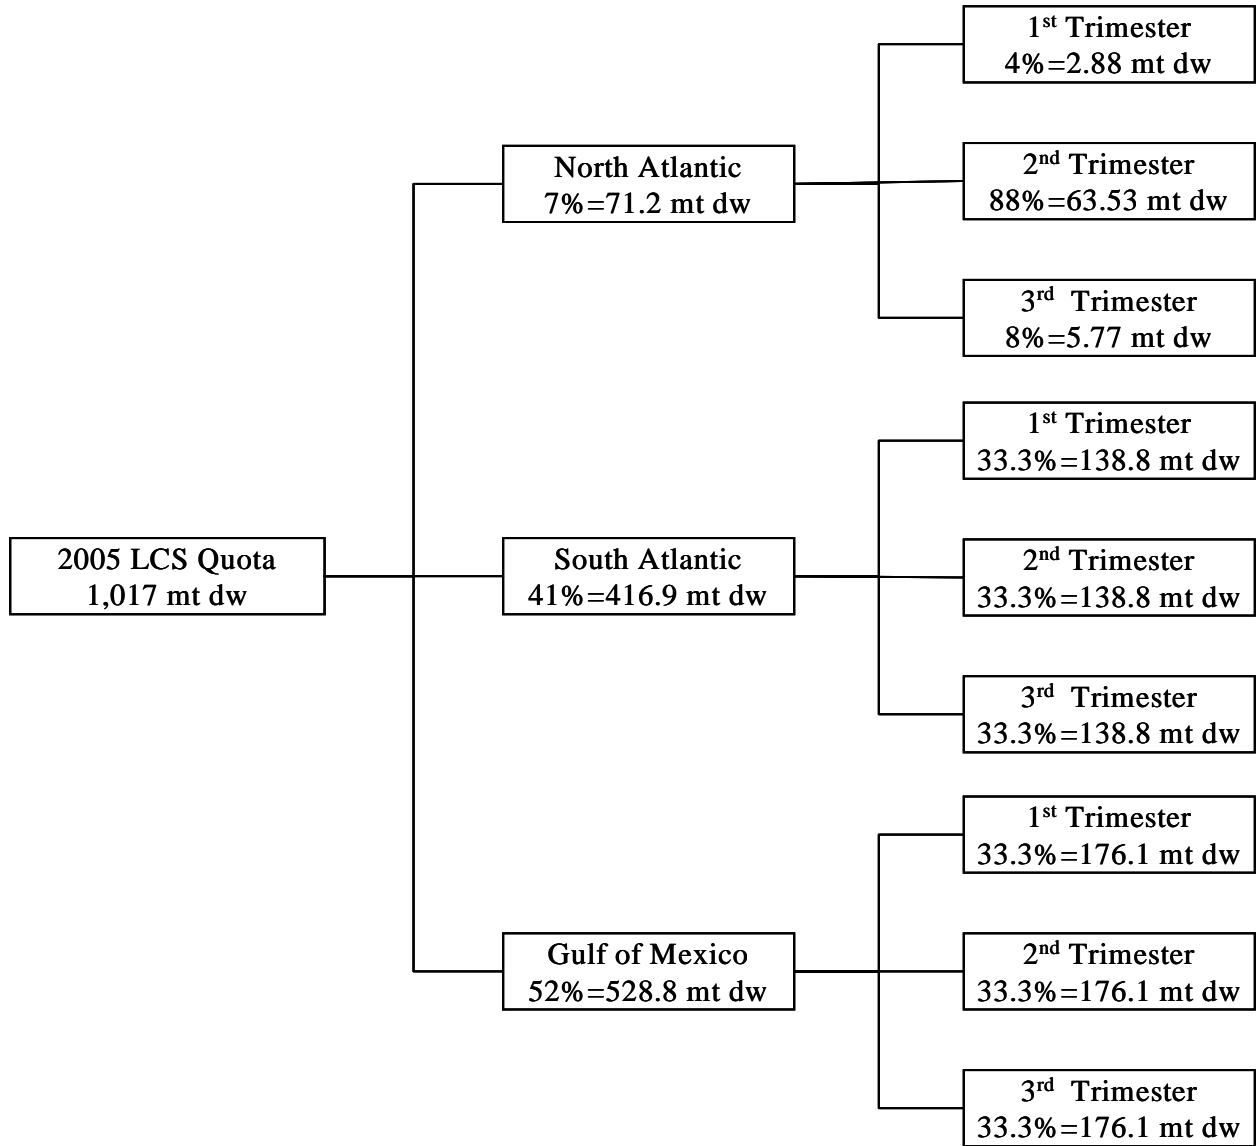 2005 LCS Quota
1,017 mt dw
North Atlantic
7%=71.2 mt dw
1st Trimester
4%=2.88 mt dw
2nd Trimester
88%=63.53 mt dw
3rd Trimester
8%=5.77 mt dw
South Atlantic
41%=416.9 mt dw
1st Trimester
33.3%=138.8 mt dw
2nd Trimester
33.3%=138.8 mt dw
3rd Trimester
33.3%=138.8 mt dw
Gulf of Mexico
52%=528.8 mt dw
1st Trimester
33.3%=176.1 mt dw
2nd Trimester
33.3%=176.1 mt dw
3rd Trimester
33.3%=176.1 mt dw